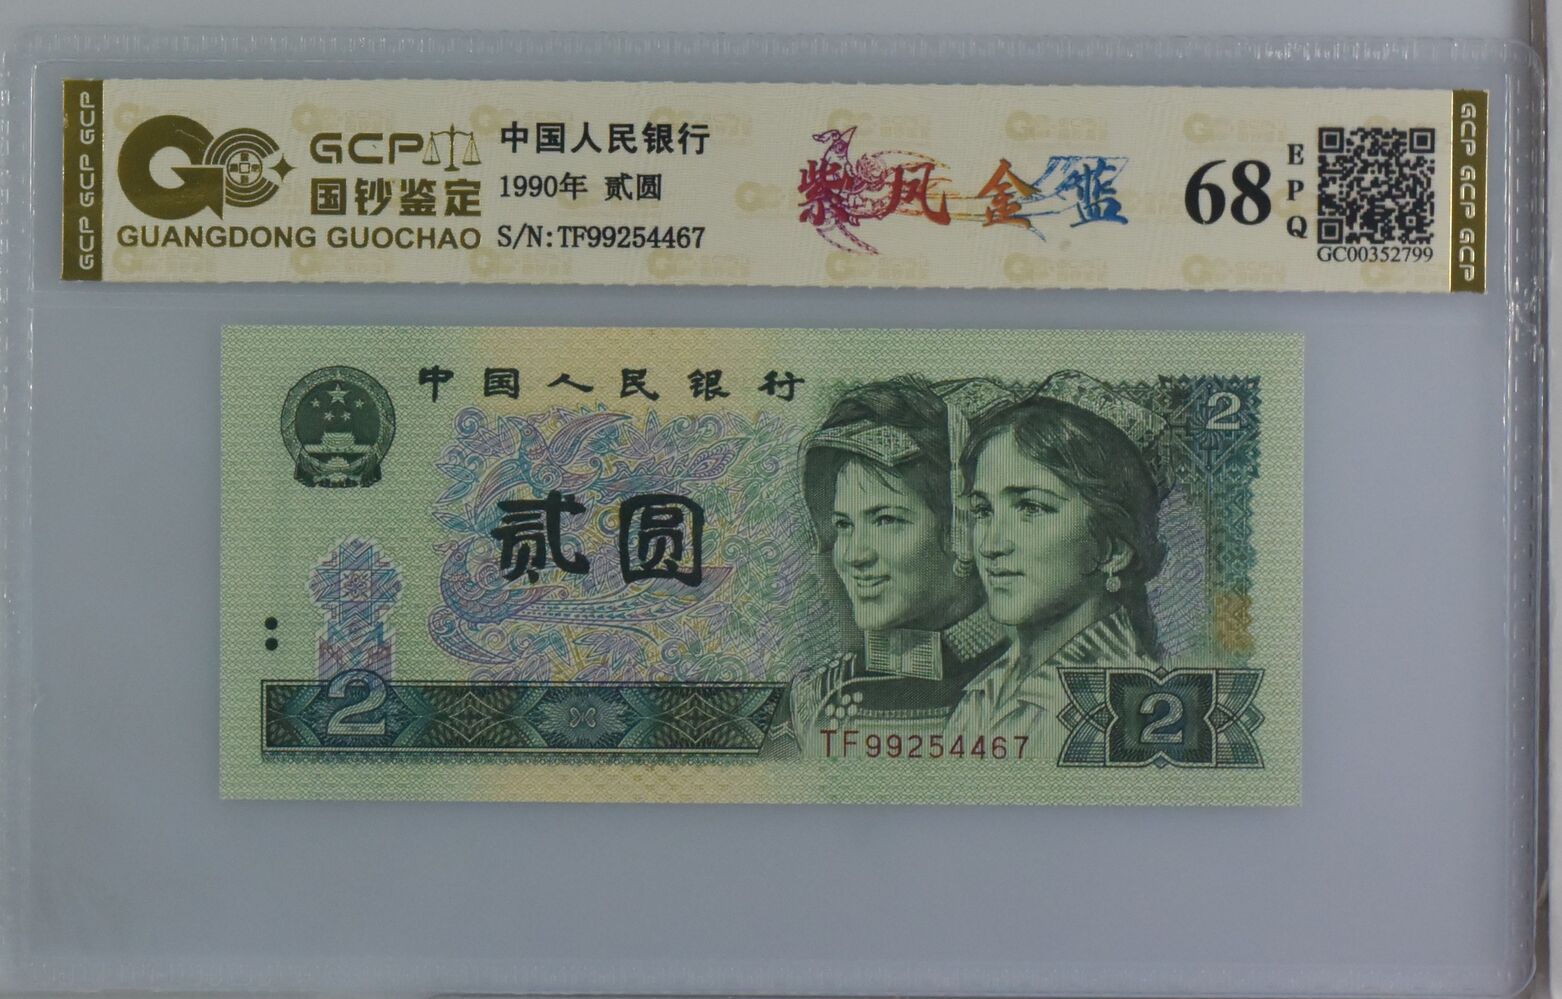 GCP GCP GCP
GCP
国钞鉴定
GUANGDONG GUOCHAO
中国人民银行
1990年 贰圆
S/N:TF99254467
紫凤金蓝
68
EPQ
GC00352799
GCP GCP GCP
中国人民银行
2
贰圆
2
TF99254467
2